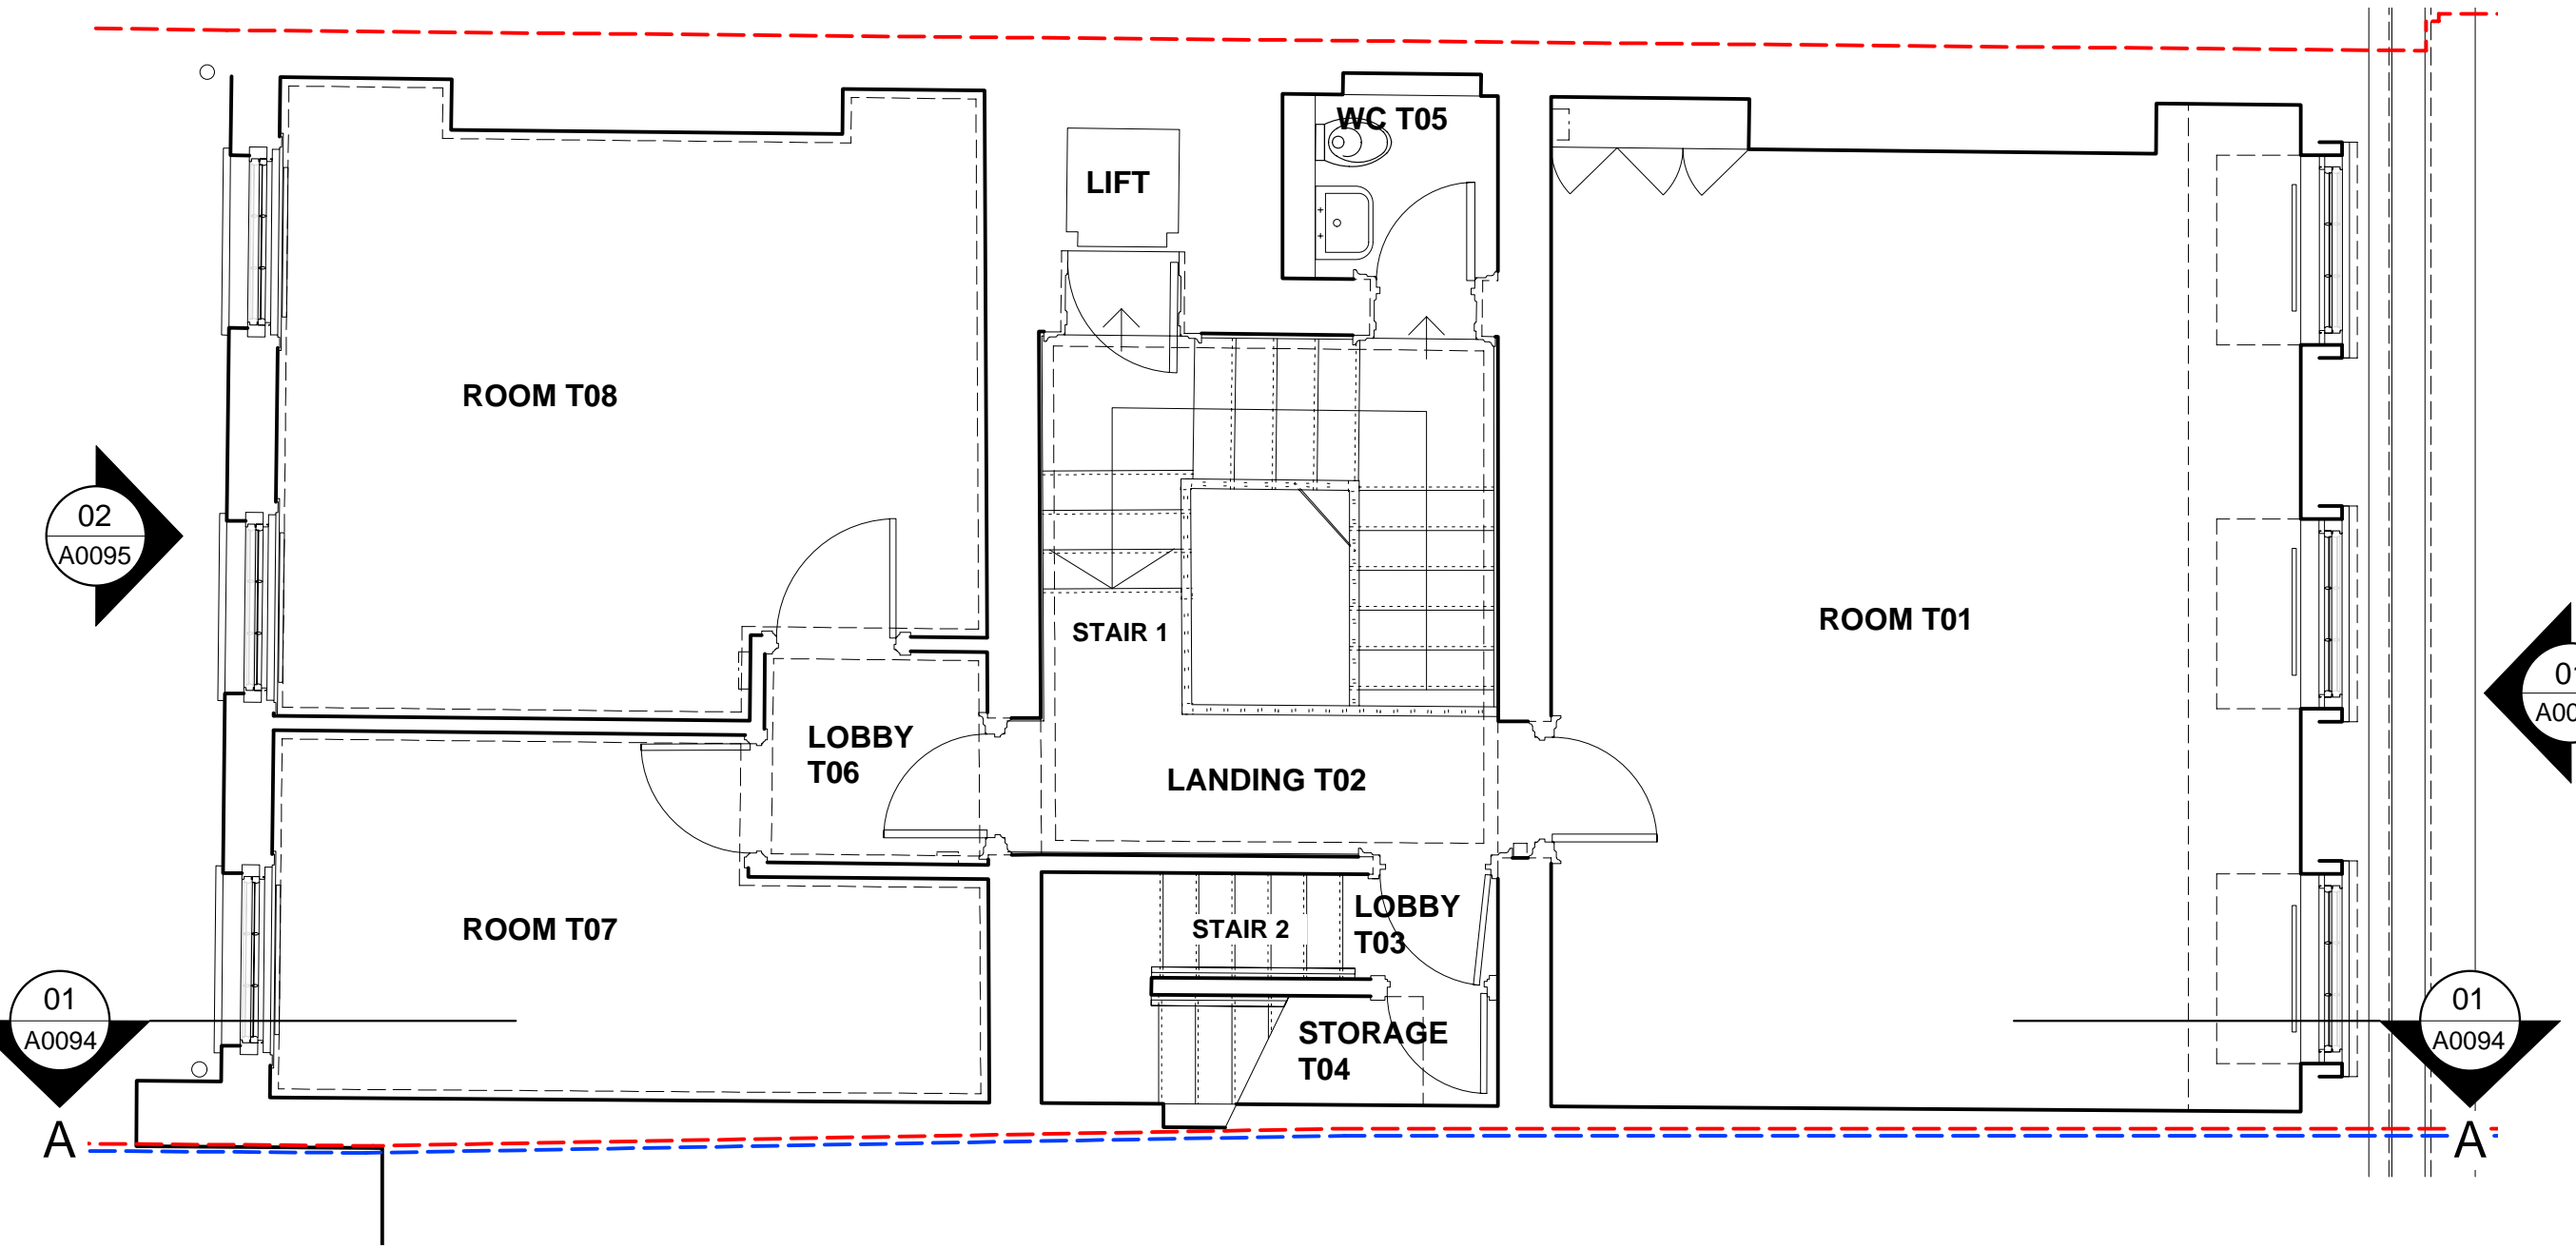 WC T05
LIFT
ROOM T08
02
A0095
STAIR 1
ROOM T01
LOBBY
T06
LANDING T02
ROOM T07
STAIR 2
LOBBY
T03
STORAGE
T04
01
A0094
A
01
A0094
A